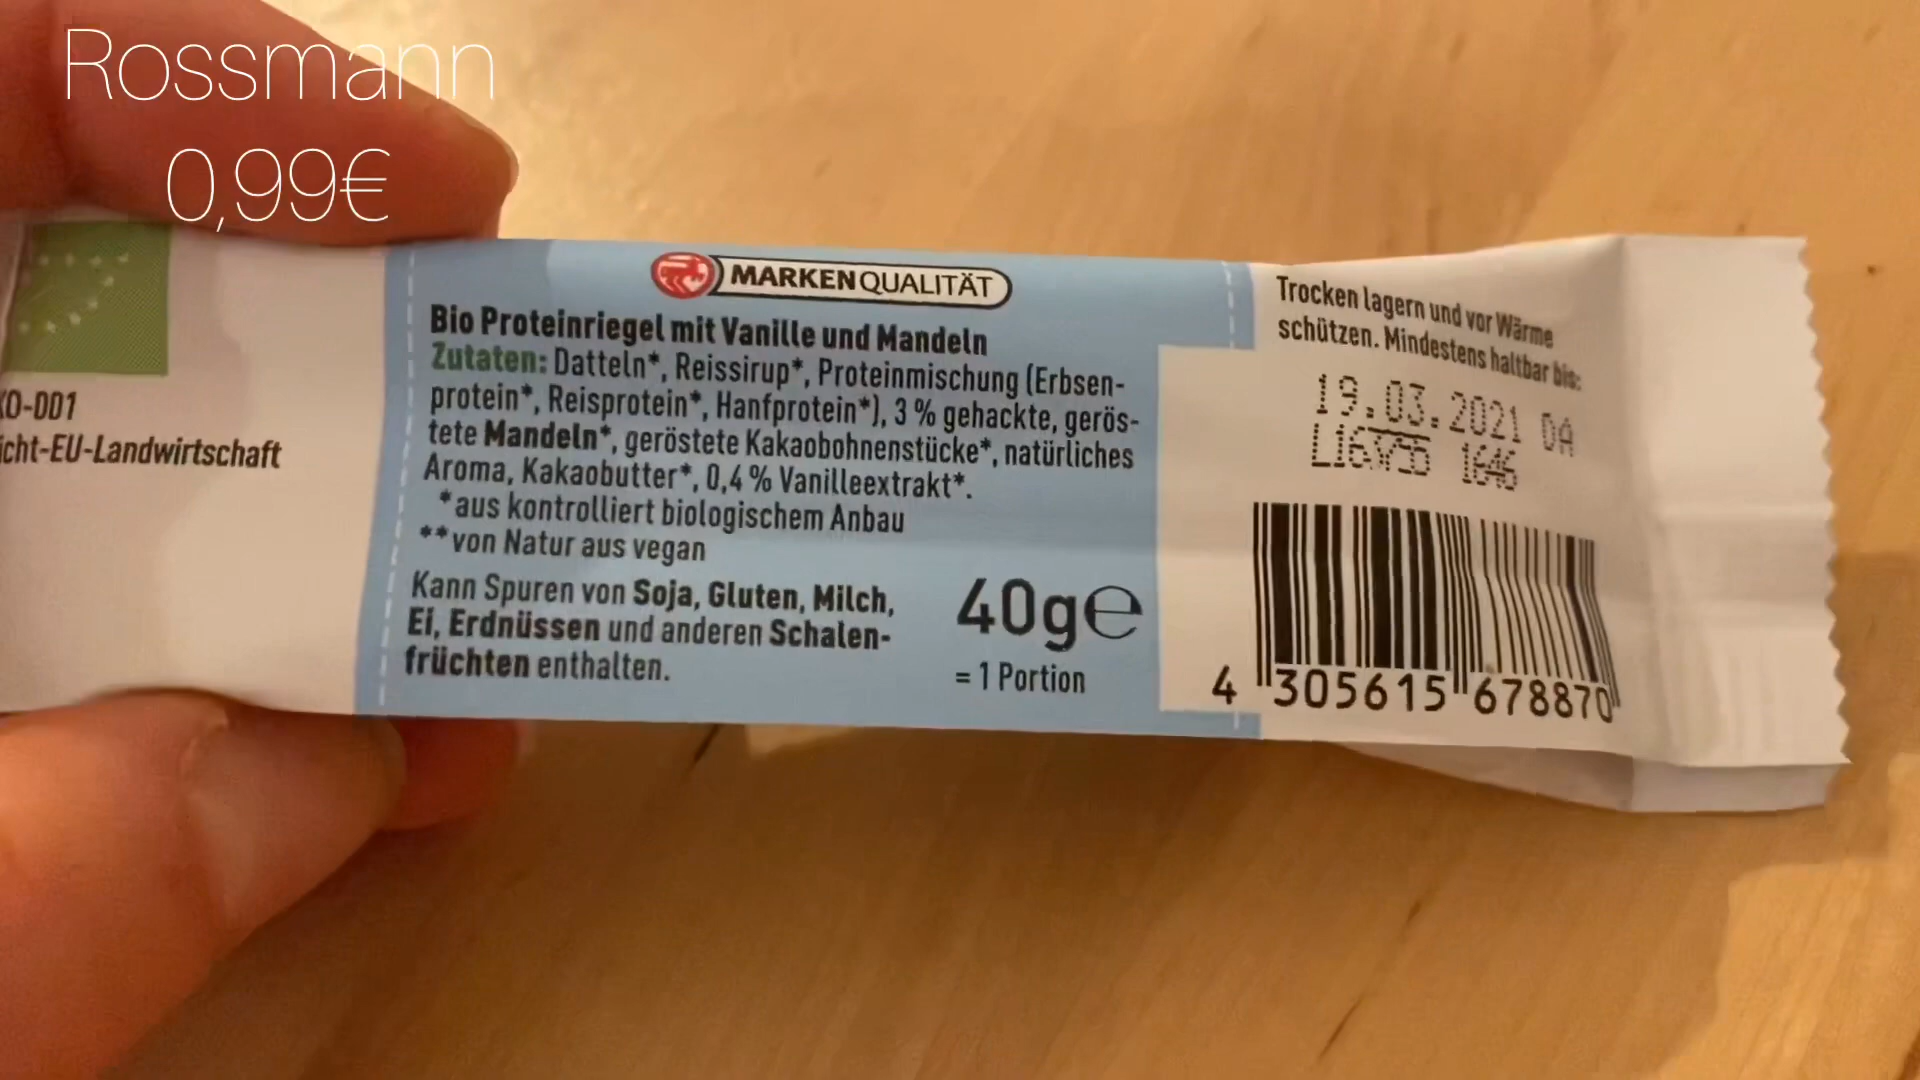 Rossmann
0,99€
KO-001
icht-EU-Landwirtschaft
MARKENQUALITÄT
Bio Proteinriegel mit Vanille und Mandeln
Zutaten: Datteln*, Reissirup*, Proteinmischung (Erbsen-
protein*, Reisprotein*, Hanfprotein*), 3 % gehackte, gerös-
tete Mandeln*, geröstete Kakaobohnenstücke*, natürliches
Aroma, Kakaobutter*, 0,4 % Vanilleextrakt*.
*aus kontrolliert biologischem Anbau
**von Natur aus vegan
Kann Spuren von Soja, Gluten, Milch,
Ei, Erdnüssen und anderen Schalen-
früchten enthalten.
40g℮
= 1 Portion
Trocken lagern und vor Wärme
schützen. Mindestens haltbar bis:
19.03.2021 OA
1646
4 305615 678870